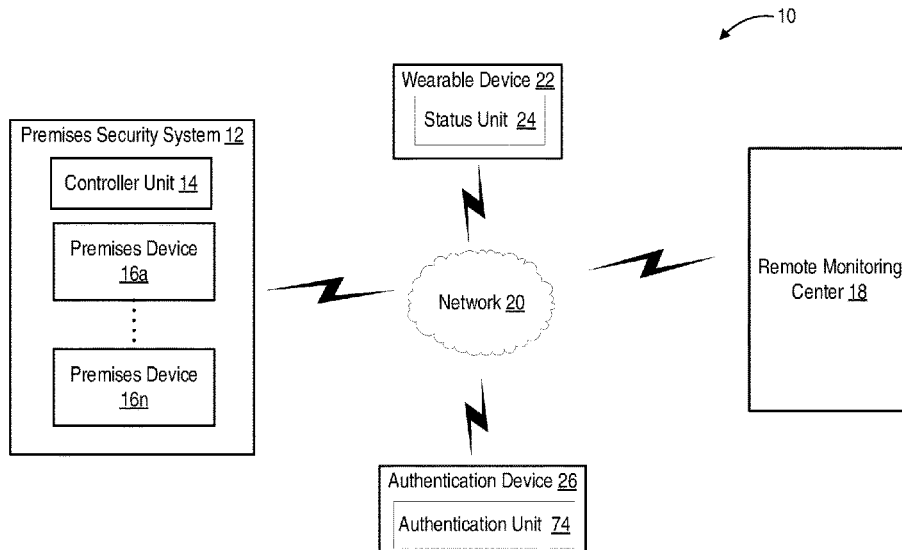 10
Wearable Device 22
Status Unit 24
Premises Security System 12
Controller Unit 14
Premises Device
16a
Premises Device
16n
Network 20
Remote Monitoring
Center 18
Authentication Device 26
Authentication Unit 74